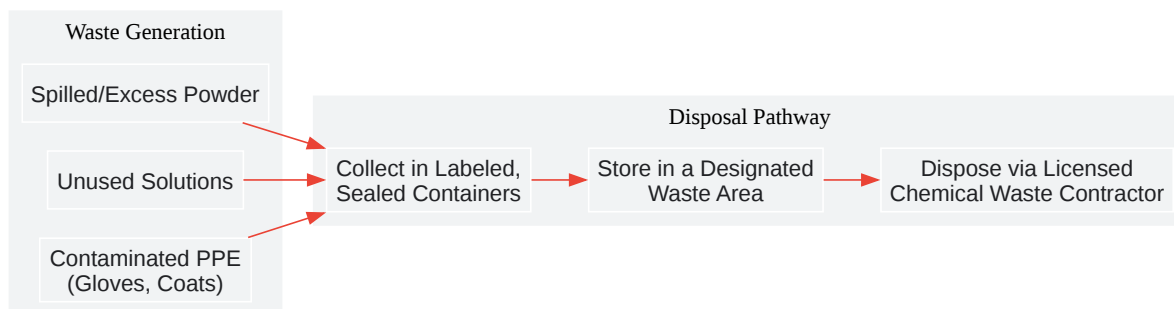 Waste Generation
Spilled/Excess Powder
Unused Solutions
Contaminated PPE
(Gloves, Coats)
Disposal Pathway
Collect in Labeled,
Sealed Containers
Store in a Designated
Waste Area
Dispose via Licensed
Chemical Waste Contractor